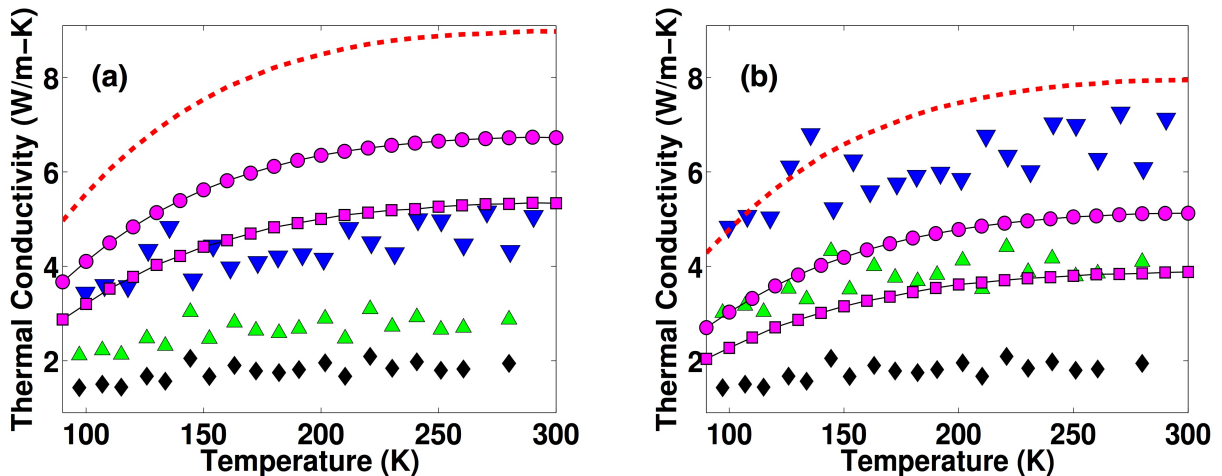 Thermal Conductivity (W/m−K)
(a)
8
6
4
2
100 150 200 250 300
Temperature (K)
Thermal Conductivity (W/m−K)
(b)
8
6
4
2
100 150 200 250 300
Temperature (K)